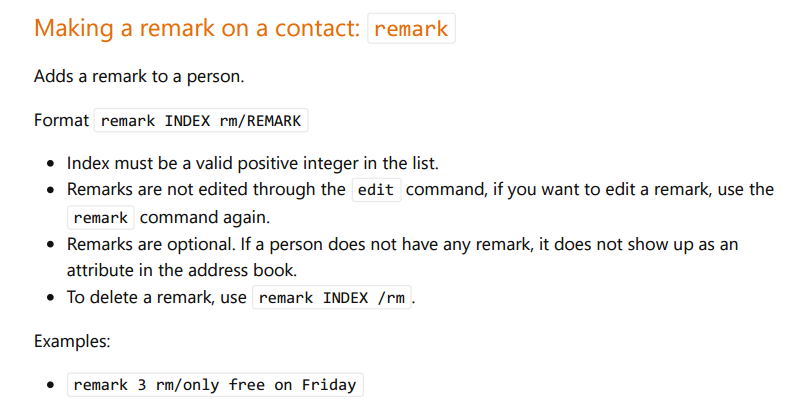 Making a remark on a contact: remark
Adds a remark to a person.
Format remark INDEX rm/REMARK
Index must be a valid positive integer in the list.
Remarks are not edited through the edit command, if you want to edit a remark, use the
remark command again.
Remarks are optional. If a person does not have any remark, it does not show up as an
attribute in the address book.
To delete a remark, use remark INDEX /rm.
Examples:
remark 3 rm/only free on Friday